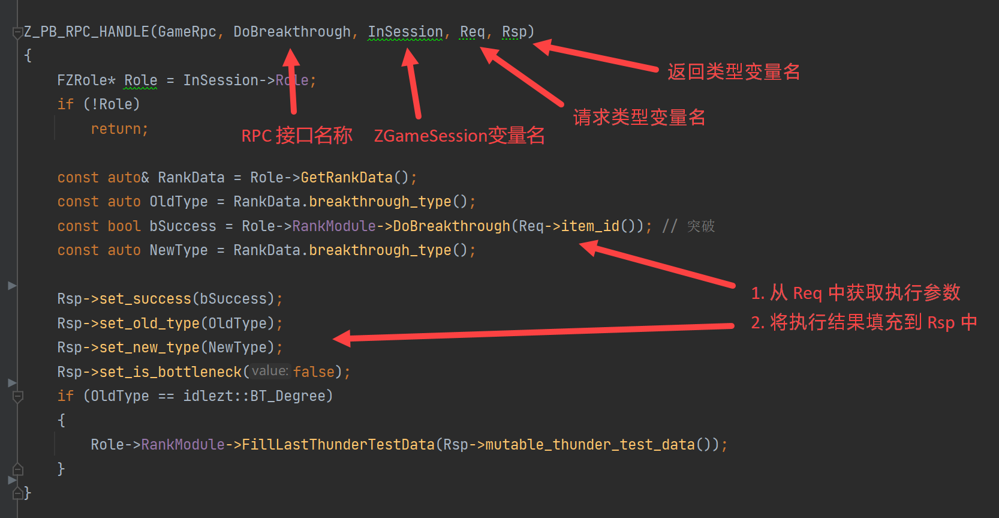 Z_PB_RPC_HANDLE(GameRpc, DoBreakthrough, InSession, Req, Rsp)
{
返回类型变量名
FZRole* Role = InSession->Role;
if (!Role)
请求类型变量名
return;
RPC 接口名称
ZGameSession变量名
const auto& RankData = Role->GetRankData();
const auto OldType = RankData.breakthrough_type();
const bool bSuccess = Role->RankModule->DoBreakthrough(Req->item_id()); // 突破
const auto NewType = RankData.breakthrough_type();
1. 从 Req 中获取执行参数
Rsp->set_success(bSuccess);
2. 将执行结果填充到 Rsp 中
Rsp->set_old_type(OldType);
Rsp->set_new_type(NewType);
Rsp->set_is_bottleneck(value:false);
if (OldType == idlezt::BT_Degree)
{
Role->RankModule->FillLastThunderTestData(Rsp->mutable_thunder_test_data());
}
}